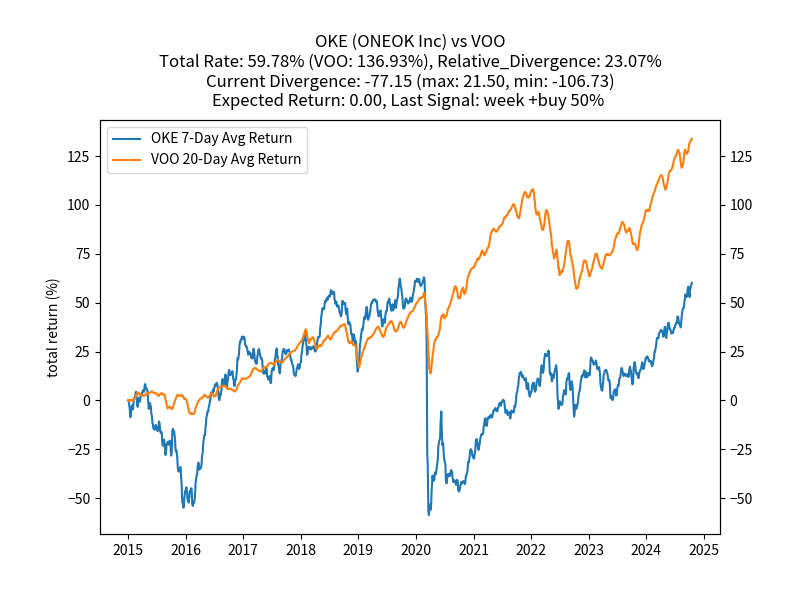 OKE (ONEOK Inc) vs VOO
Total Rate: 59.78% (VOO: 136.93%), Relative_Divergence: 23.07%
Current Divergence: -77.15 (max: 21.50, min: -106.73)
Expected Return: 0.00, Last Signal: week +buy 50%
OKE 7-Day Avg Return
VOO 20-Day Avg Return
total return (%)
125 125
100 100
75 75
50 50
25 25
0 0
−25 −25
−50 −50
2015 2016 2017 2018 2019 2020 2021 2022 2023 2024 2025